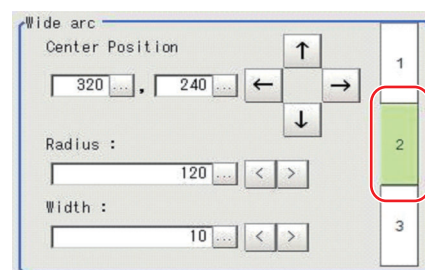 Wide arc
Center Position
320 ... , 240 ... ← ↑ → ↓
Radius :
120 ... < >
Width :
10 ... < >
1
2
3